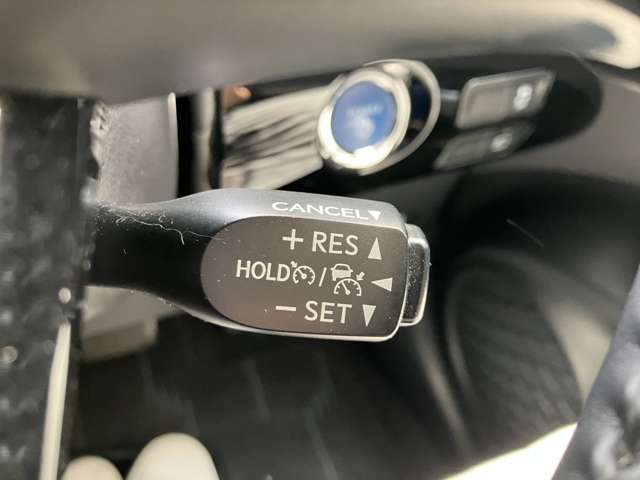 CANCEL▼
+ RES ▲
HOLD / ◀
− SET ▼